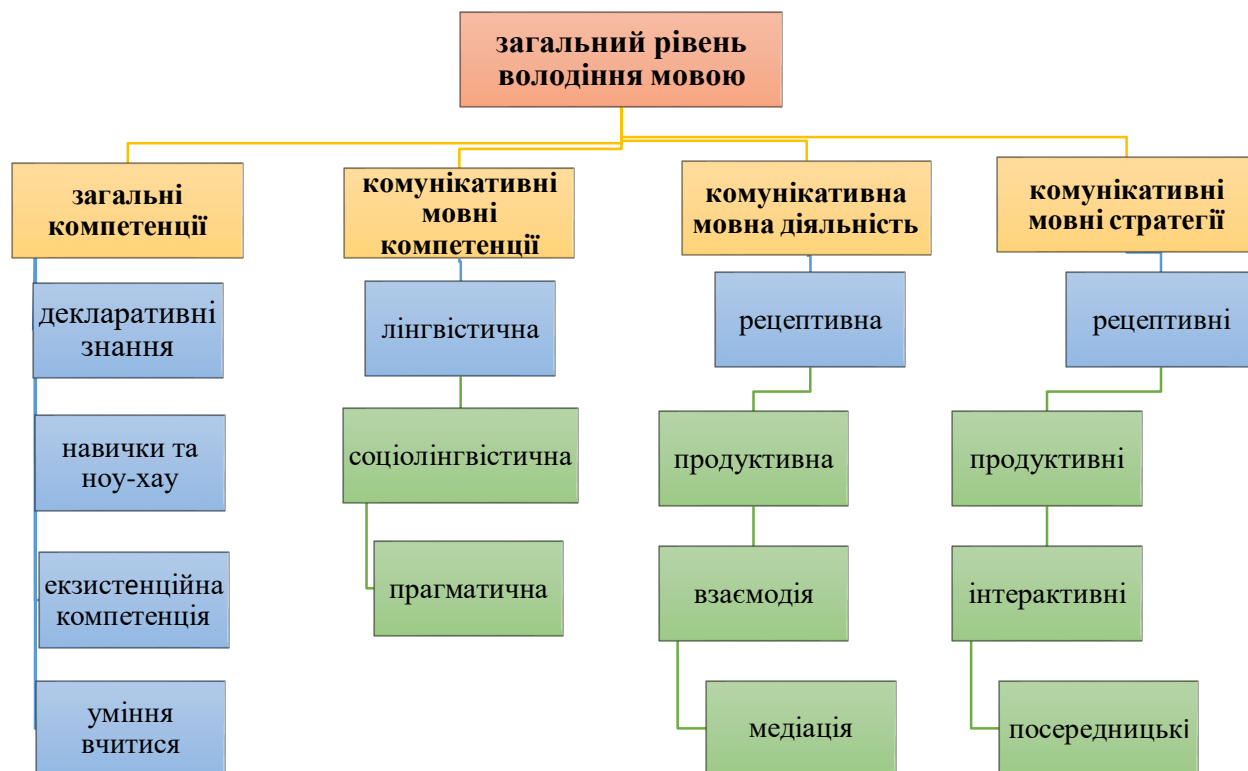 загальний рівень
володіння мовою
загальні
компетенції
комунікативні
мовні
компетенції
комунікативна
мовна діяльність
комунікативні
мовні стратегії
декларативні
знання
лінгвістична
рецептивна
рецептивні
навички та
ноу-хау
соціолінгвістична
продуктивна
продуктивні
екзистенційна
компетенція
прагматична
взаємодія
інтерактивні
уміння
вчитися
медіація
посередницькі